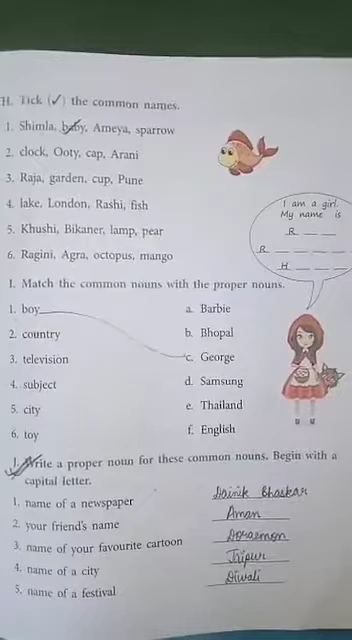 H. Tick (✓) the common names.
1. Shimla, baby, Ameya, sparrow
2. clock, Ooty, cap, Arani
3. Raja, garden, cup, Pune
4. lake, London, Rashi, fish
5. Khushi, Bikaner, lamp, pear
6. Ragini, Agra, octopus, mango
I am a girl.
My name is
R _ _
R _ _ _ _ _
H _ _ _
I. Match the common nouns with the proper nouns.
1. boy a. Barbie
2. country b. Bhopal
3. television c. George
4. subject d. Samsung
5. city e. Thailand
6. toy f. English
J. Write a proper noun for these common nouns. Begin with a
capital letter.
1. name of a newspaper Dainik Bhaskar
2. your friend's name Aman
3. name of your favourite cartoon Doraemon
4. name of a city Jaipur
5. name of a festival Diwali